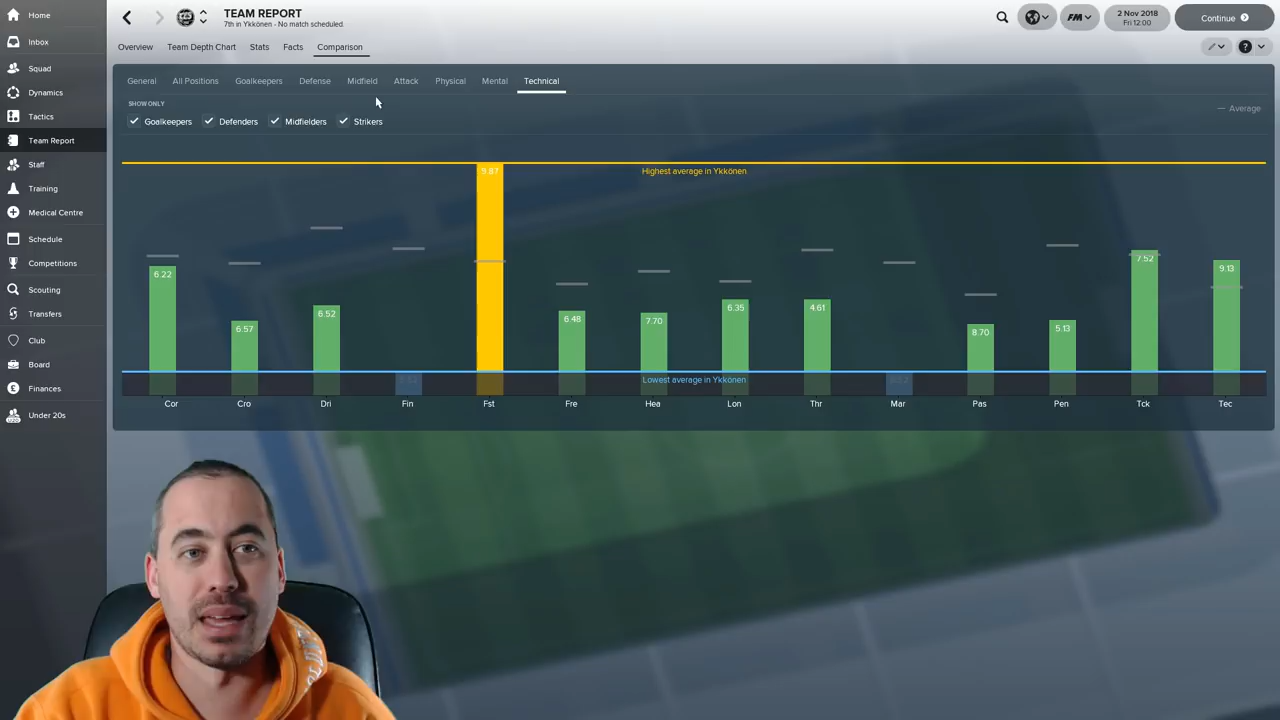 Home
Inbox
Squad
Dynamics
Tactics
Team Report
Staff
Training
Medical Centre
Schedule
Competitions
Scouting
Transfers
Club
Board
Finances
Under 20s
TEAM REPORT
7th in Ykkönen - No match scheduled.
FM
2 Nov 2018
Fri 12:00
Continue
Overview Team Depth Chart Stats Facts Comparison
General All Positions Goalkeepers Defense Midfield Attack Physical Mental Technical
SHOW ONLY
Goalkeepers Defenders Midfielders Strikers
Average
Highest average in Ykkönen
9.87
6.22 6.57 6.52 6.48 7.70 6.35 4.61 8.70 5.13 7.52 9.13
Lowest average in Ykkönen
Cor Cro Dri Fin Fst Fre Hea Lon Thr Mar Pas Pen Tck Tec